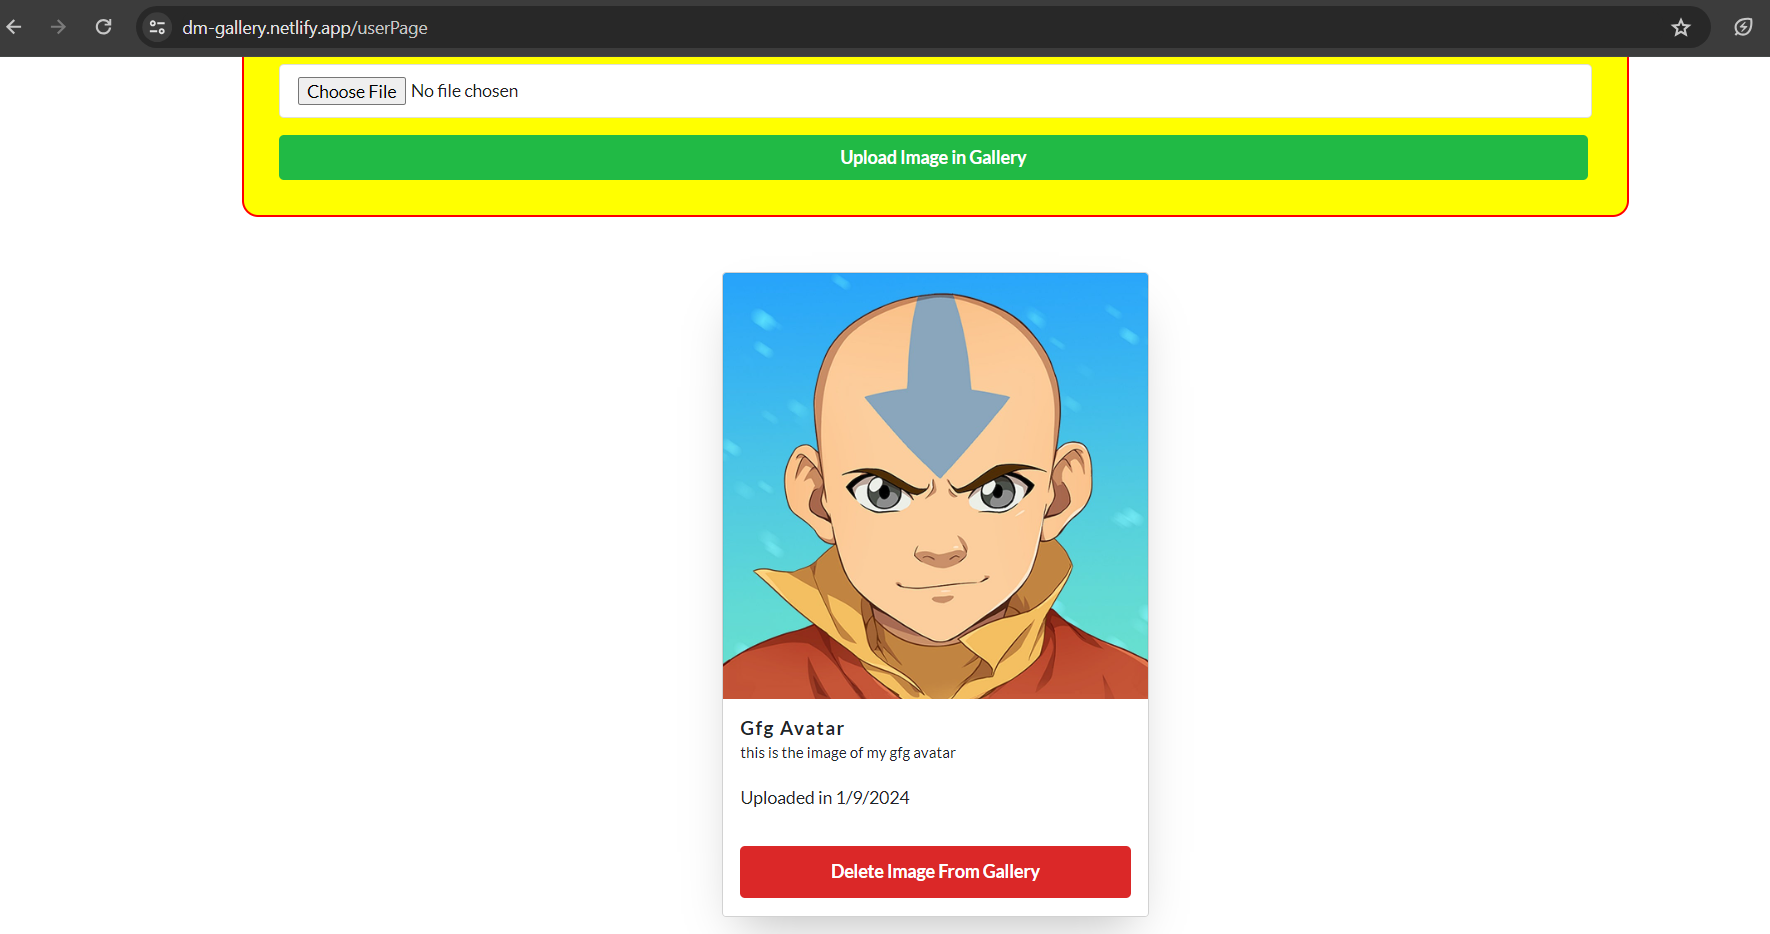 dm-gallery.netlify.app/userPage
Choose File No file chosen
Upload Image in Gallery
Gfg Avatar
this is the image of my gfg avatar
Uploaded in 1/9/2024
Delete Image From Gallery